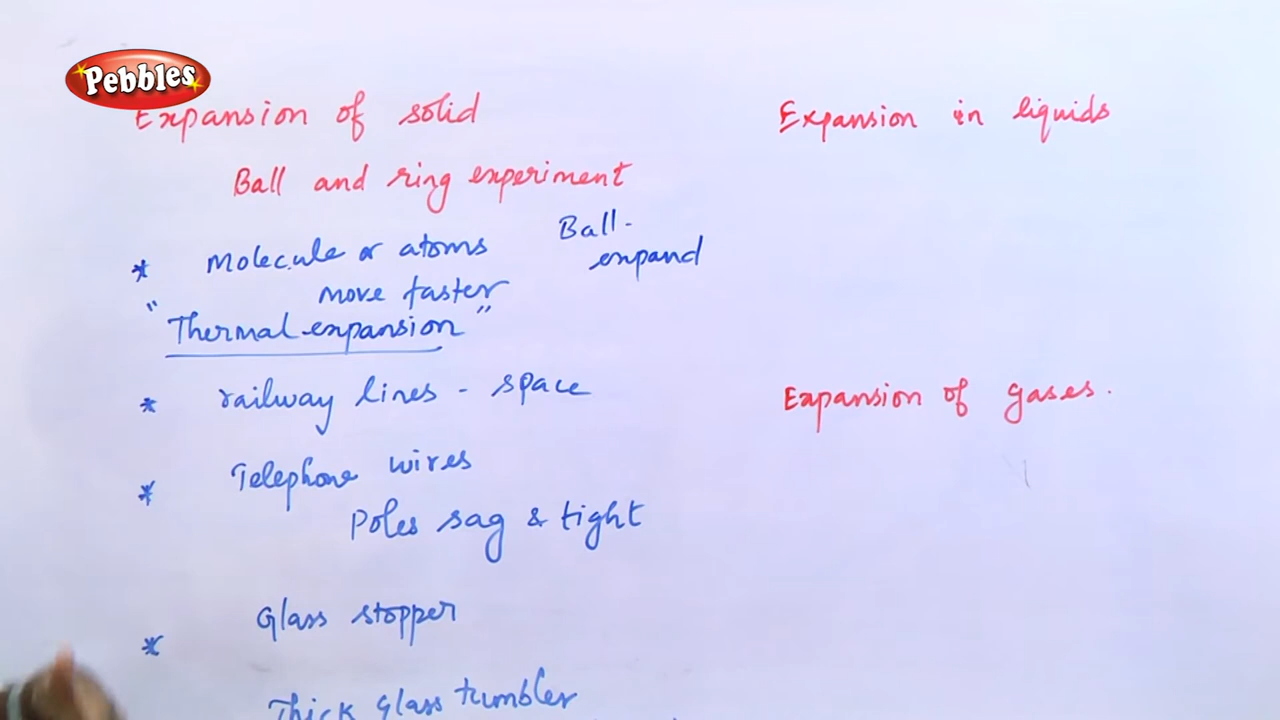 Pebbles
Expansion of solid
Ball and ring experiment
* Molecule or atoms
move faster
Ball-
expand
"Thermal expansion"
* railway lines - space
* Telephone wires
Poles sag & tight
* Glass stopper
Thick glass tumbler
Expansion in liquids
Expansion of gases.